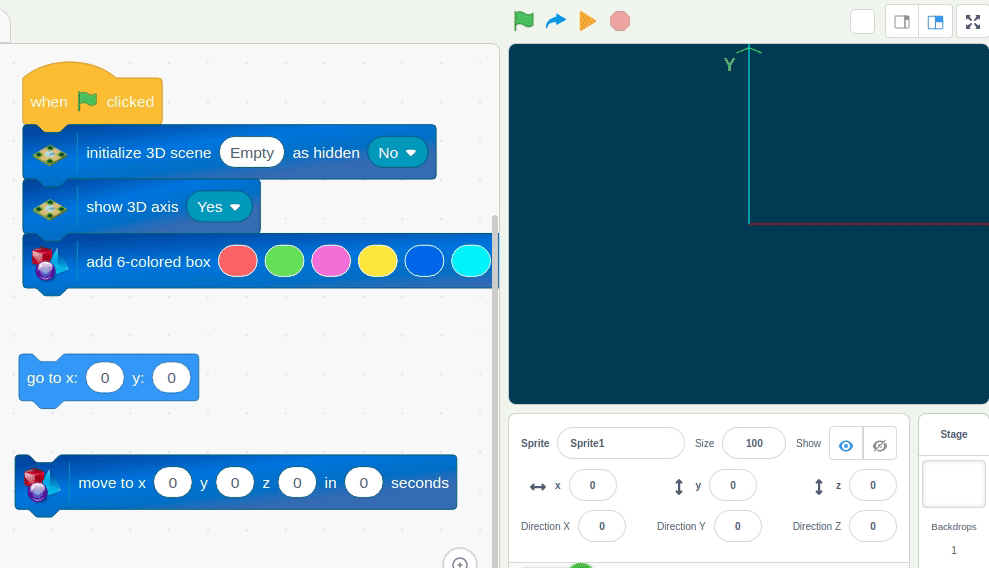 when clicked
initialize 3D scene Empty as hidden No
show 3D axis Yes
add 6-colored box
go to x: 0 y: 0
move to x 0 y 0 z 0 in 0 seconds
Y
Sprite Sprite1 Size 100 Show
x 0 y 0 z 0
Direction X 0 Direction Y 0 Direction Z 0
Stage
Backdrops
1